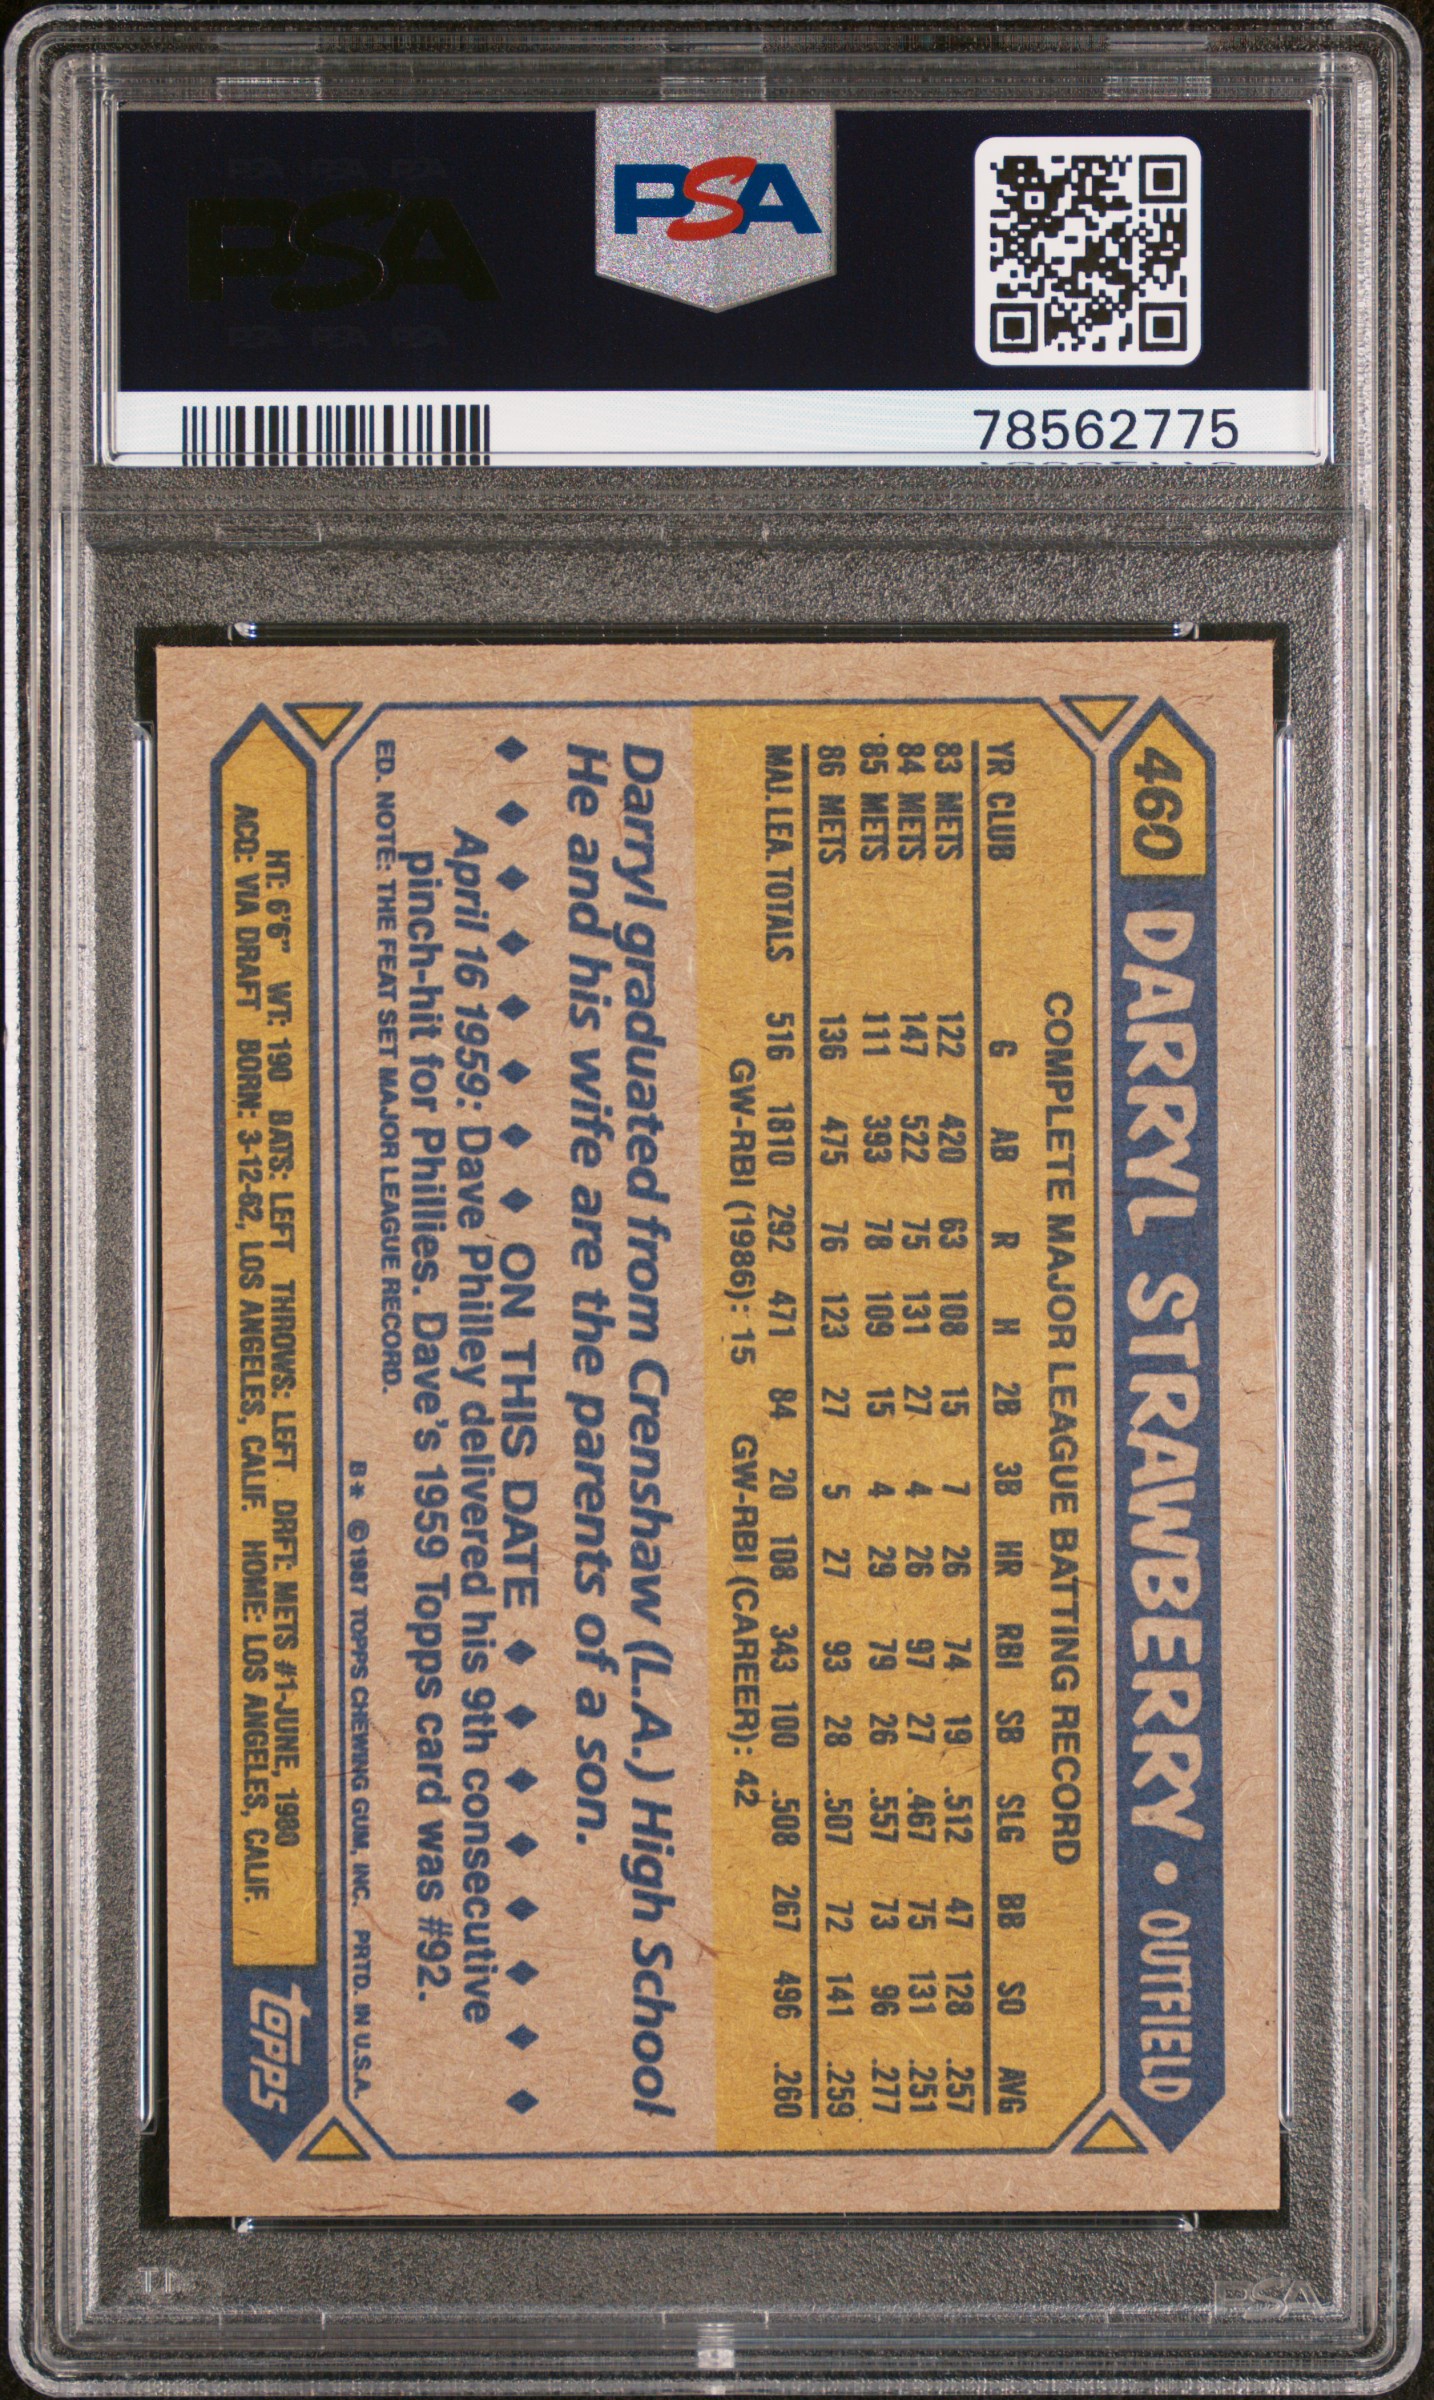 PSA
PSA
78562775
460 DARRYL STRAWBERRY • OUTFIELD
COMPLETE MAJOR LEAGUE BATTING RECORD
YR CLUB G AB R H 2B 3B HR RBI SB SLG BB SO AVG
83 METS 122 420 63 108 15 7 26 74 19 .512 47 128 .257
84 METS 147 522 75 131 27 4 26 97 27 .467 75 131 .251
85 METS 111 393 78 109 15 4 29 79 26 .557 73 96 .277
86 METS 136 475 76 123 27 5 27 93 28 .507 72 141 .259
MAJ. LEA. TOTALS 516 1810 292 471 84 20 108 343 100 .508 267 496 .260
GW-RBI (1986): 15 GW-RBI (CAREER): 42
Darryl graduated from Crenshaw (L.A.) High School
He and his wife are the parents of a son.
ON THIS DATE
April 16 1959: Dave Philley delivered his 9th consecutive
pinch-hit for Phillies. Dave's 1959 Topps card was #92.
ED. NOTE: THE FEAT SET MAJOR LEAGUE RECORD.
B* © 1987 TOPPS CHEWING GUM, INC. PRTD. IN U.S.A.
HT: 6'6" WT: 190 BATS: LEFT THROWS: LEFT DRFT: METS #1-JUNE, 1980
ACQ: VIA DRAFT BORN: 3-12-62, LOS ANGELES, CALIF. HOME: LOS ANGELES, CALIF.
topps
PSA